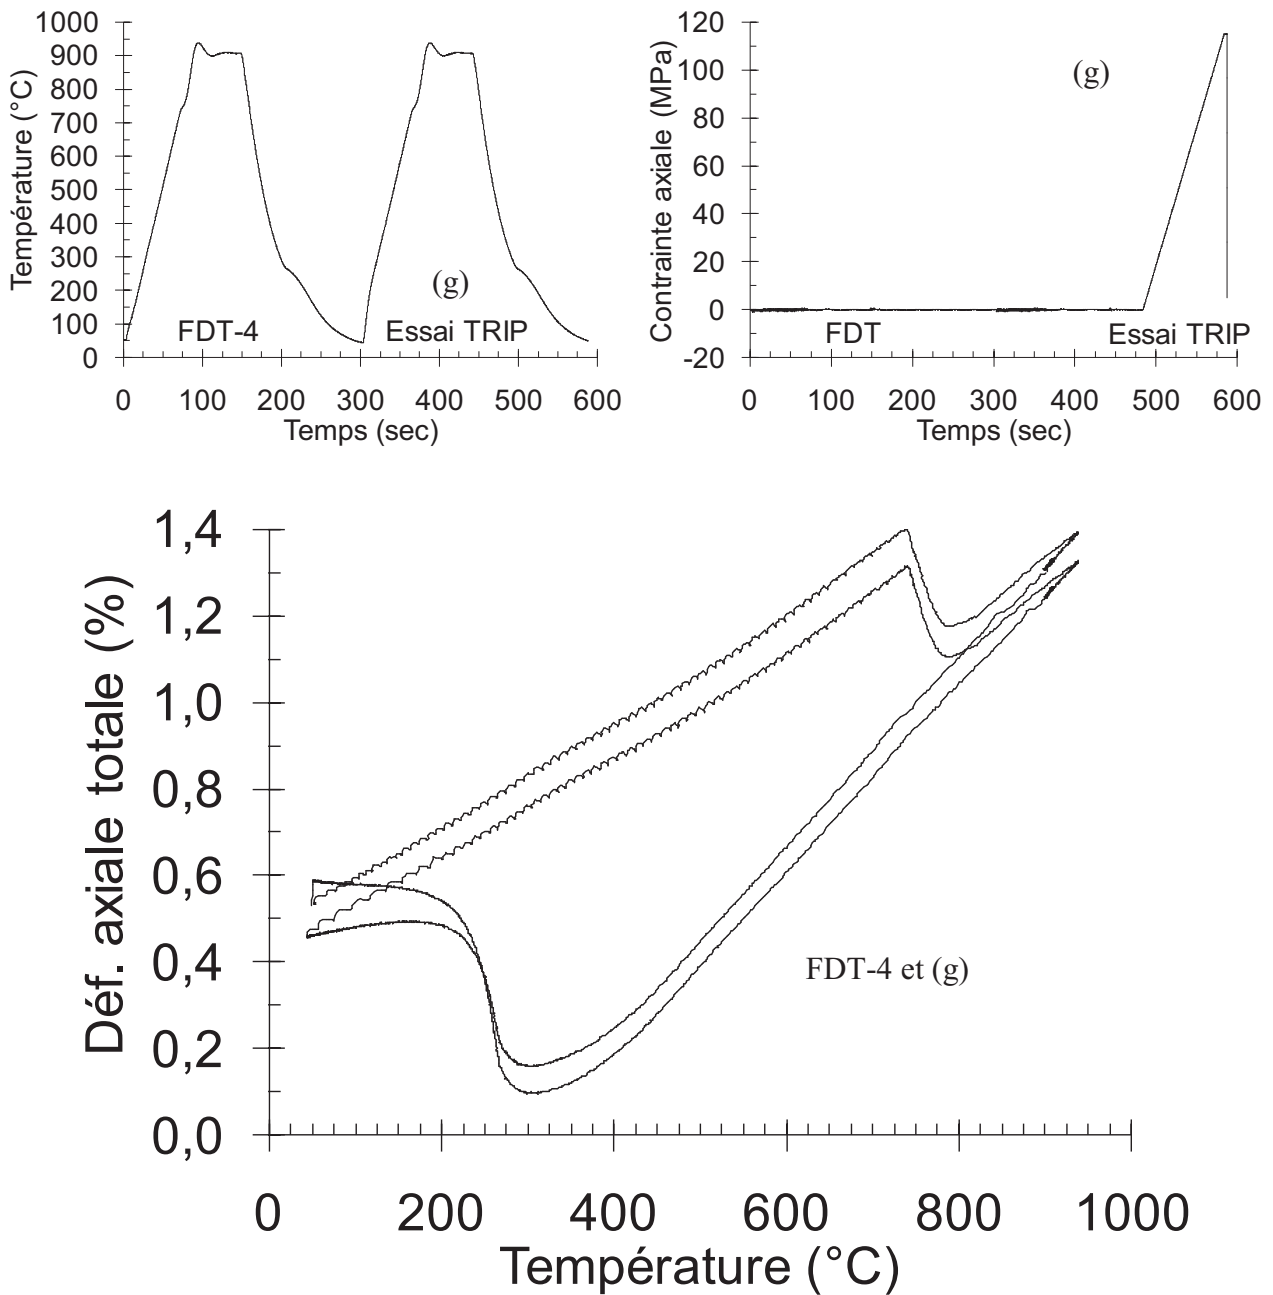 1000
900
800
700
600
500
400
300
200
100
0
Température (°C)
(g)
FDT-4
Essai TRIP
0 100 200 300 400 500 600
Temps (sec)
120
100
80
60
40
20
0
-20
Contrainte axiale (MPa)
(g)
FDT
Essai TRIP
0 100 200 300 400 500 600
Temps (sec)
1,4
1,2
1,0
0,8
0,6
0,4
0,2
0,0
Déf. axiale totale (%)
FDT-4 et (g)
0 200 400 600 800 1000
Température (°C)